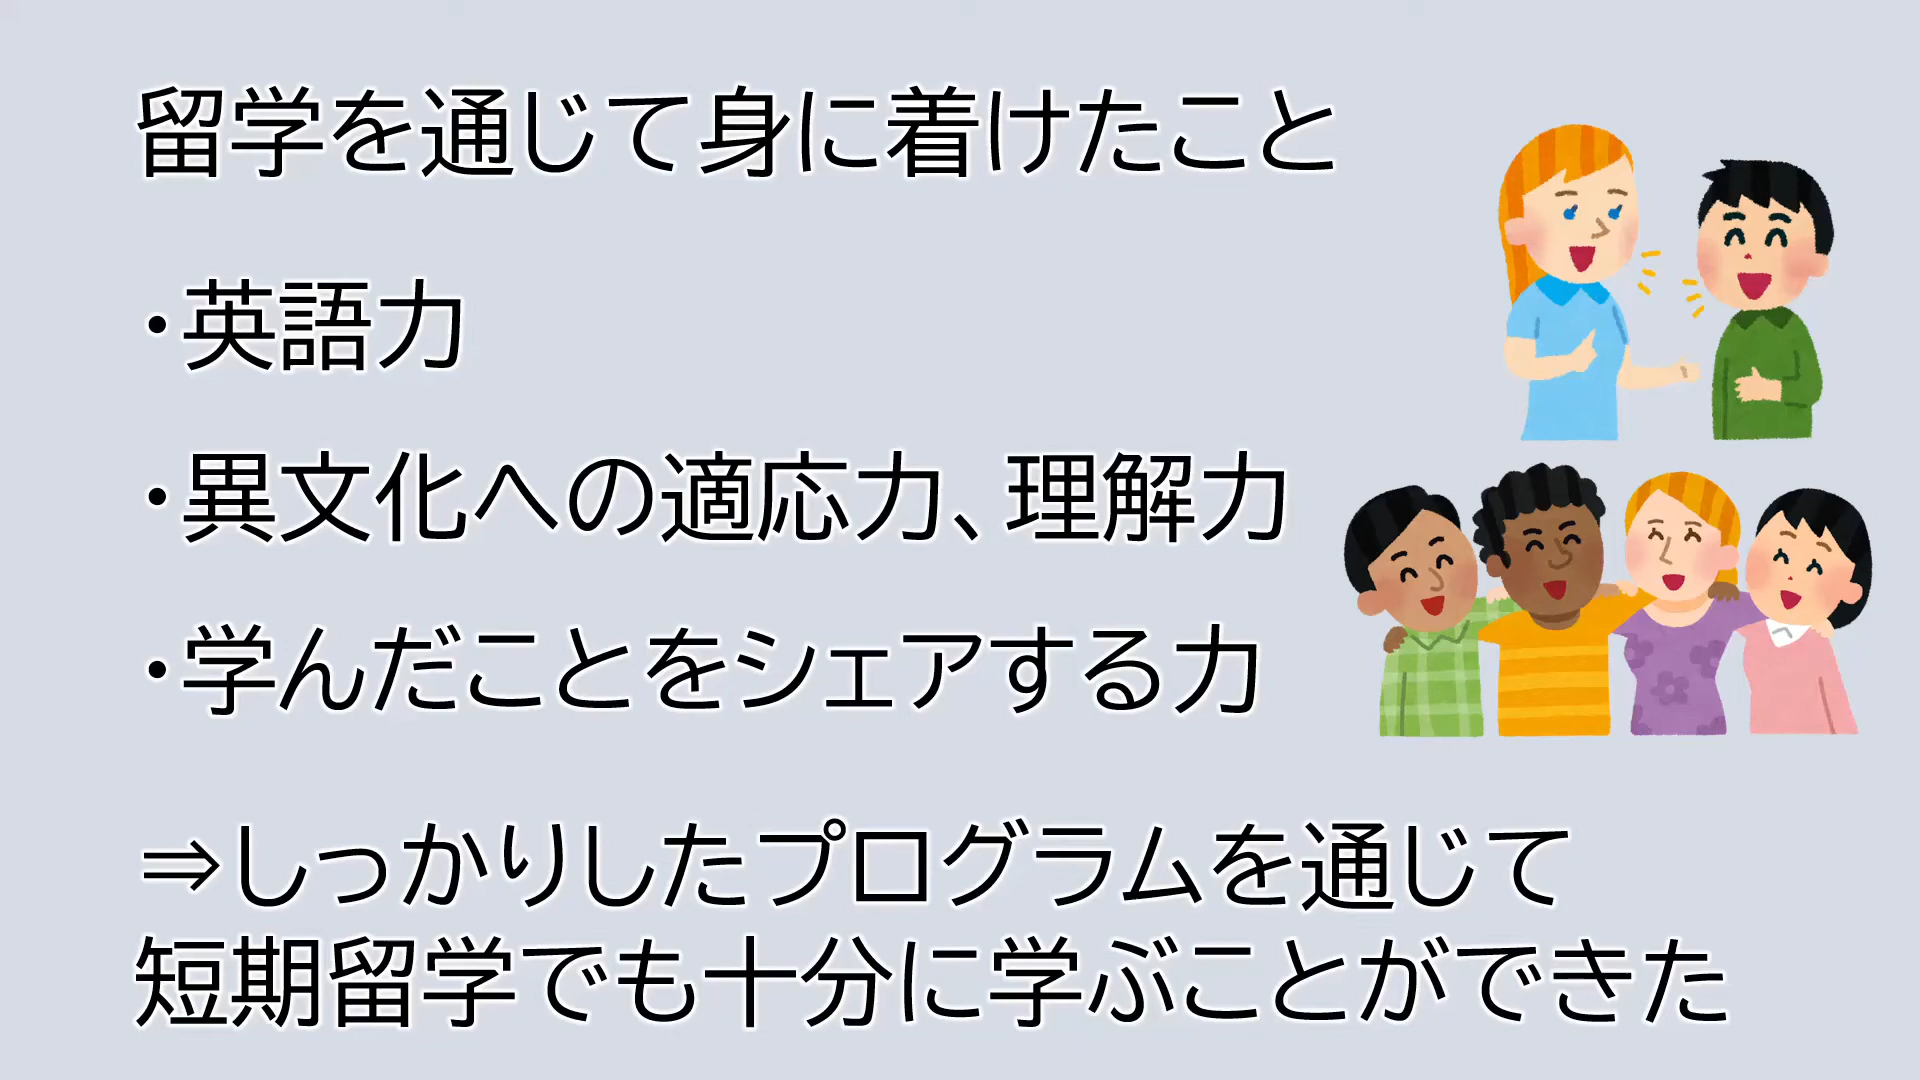 留学を通じて身に着けたこと
・英語力
・異文化への適応力、理解力
・学んだことをシェアする力
⇒しっかりしたプログラムを通じて
短期留学でも十分に学ぶことができた